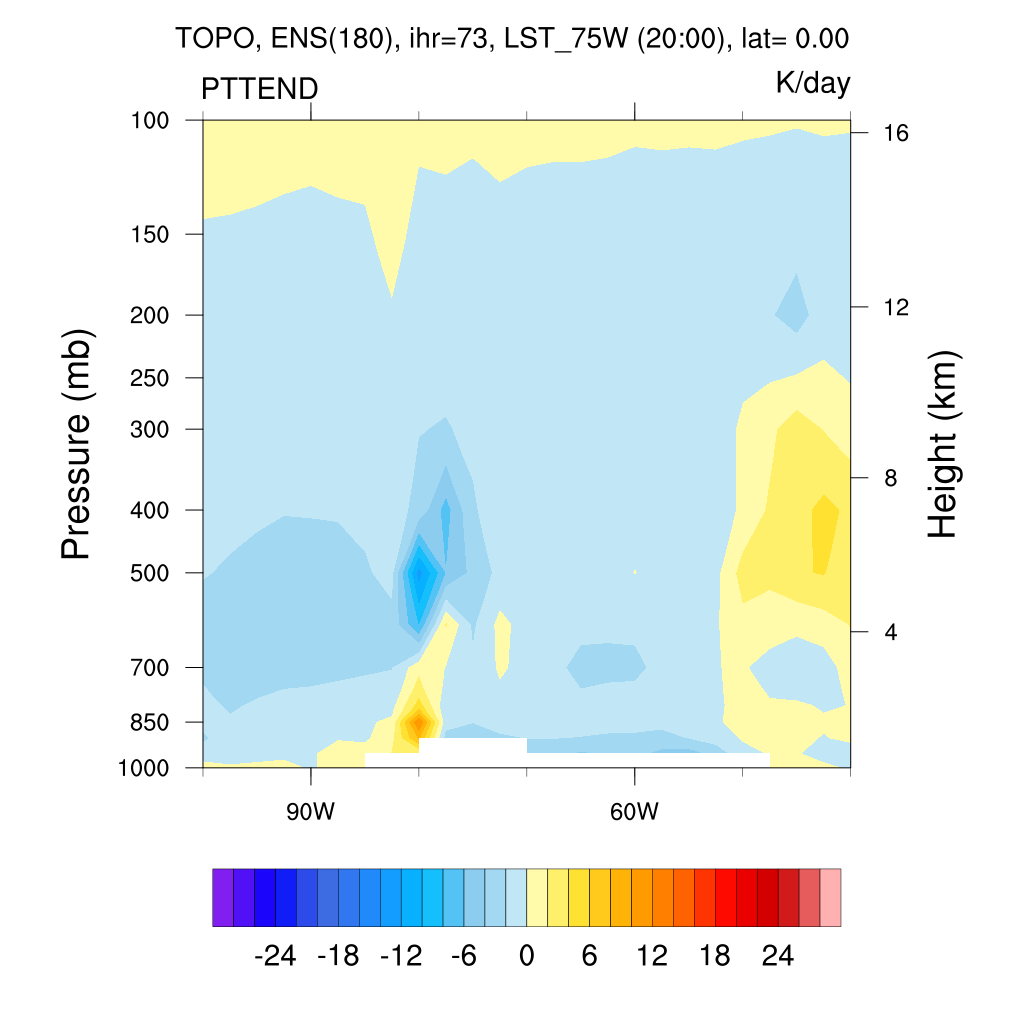 TOPO, ENS(180), ihr=73, LST_75W (20:00), lat= 0.00
PTTEND
K/day
100
150
200
250
300
400
500
700
850
1000
Pressure (mb)
16
12
8
4
Height (km)
90W
60W
-24 -18 -12 -6 0 6 12 18 24